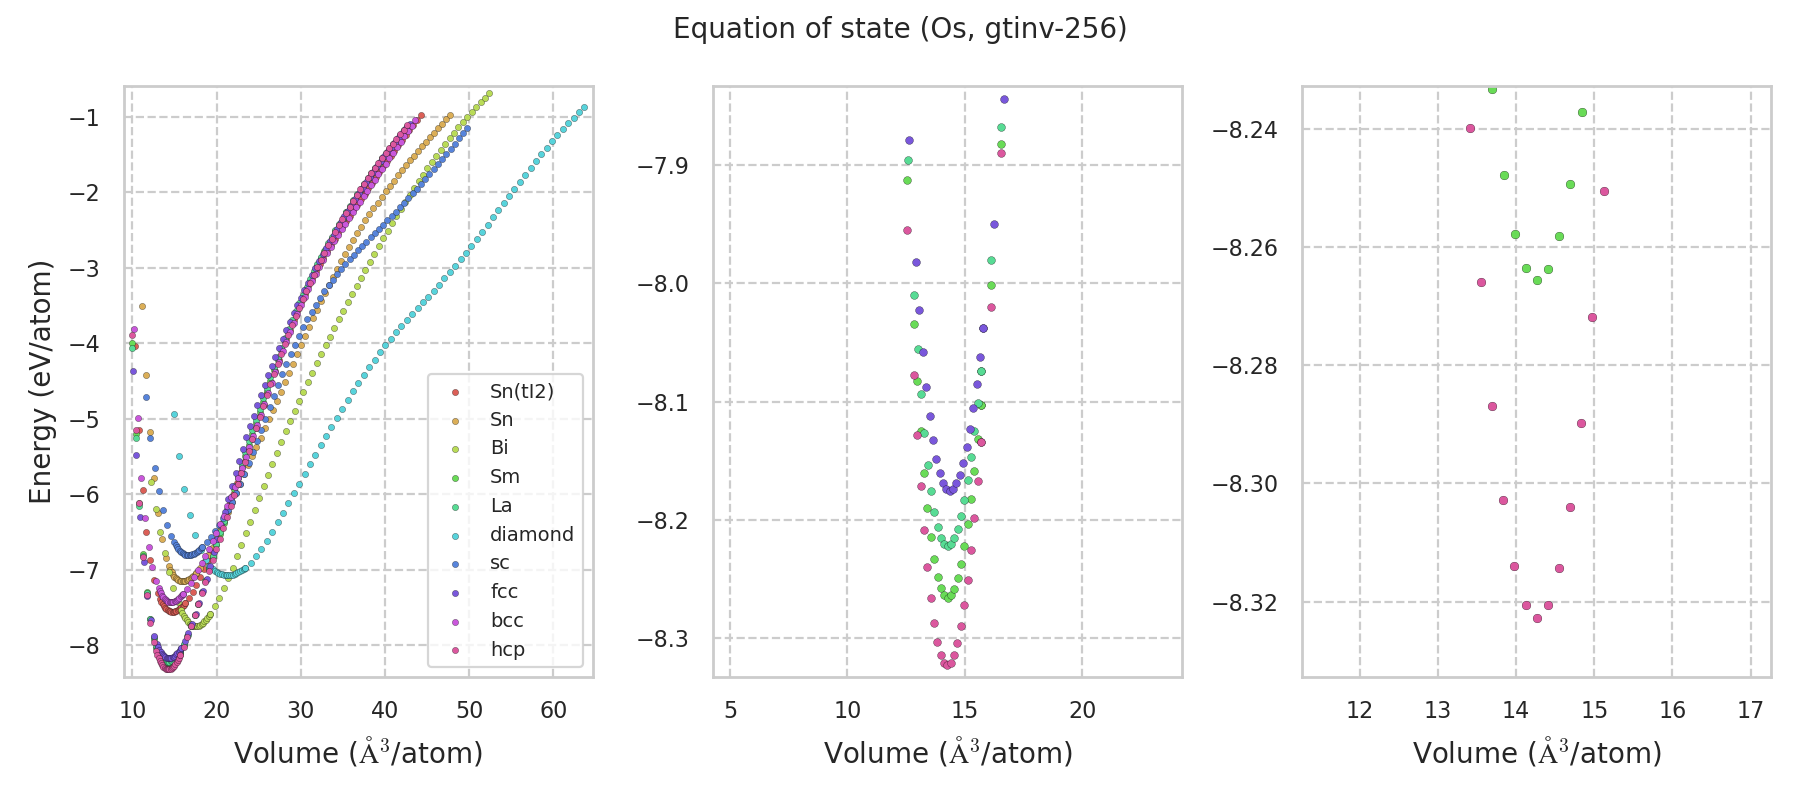 Equation of state (Os, gtinv-256)
Energy (eV/atom)
−1
−2
−3
−4
−5
−6
−7
−8
10 20 30 40 50 60
Volume (Å³/atom)
Sn(tI2)
Sn
Bi
Sm
La
diamond
sc
fcc
bcc
hcp
−7.9
−8.0
−8.1
−8.2
−8.3
5 10 15 20
Volume (Å³/atom)
−8.24
−8.26
−8.28
−8.30
−8.32
12 13 14 15 16 17
Volume (Å³/atom)